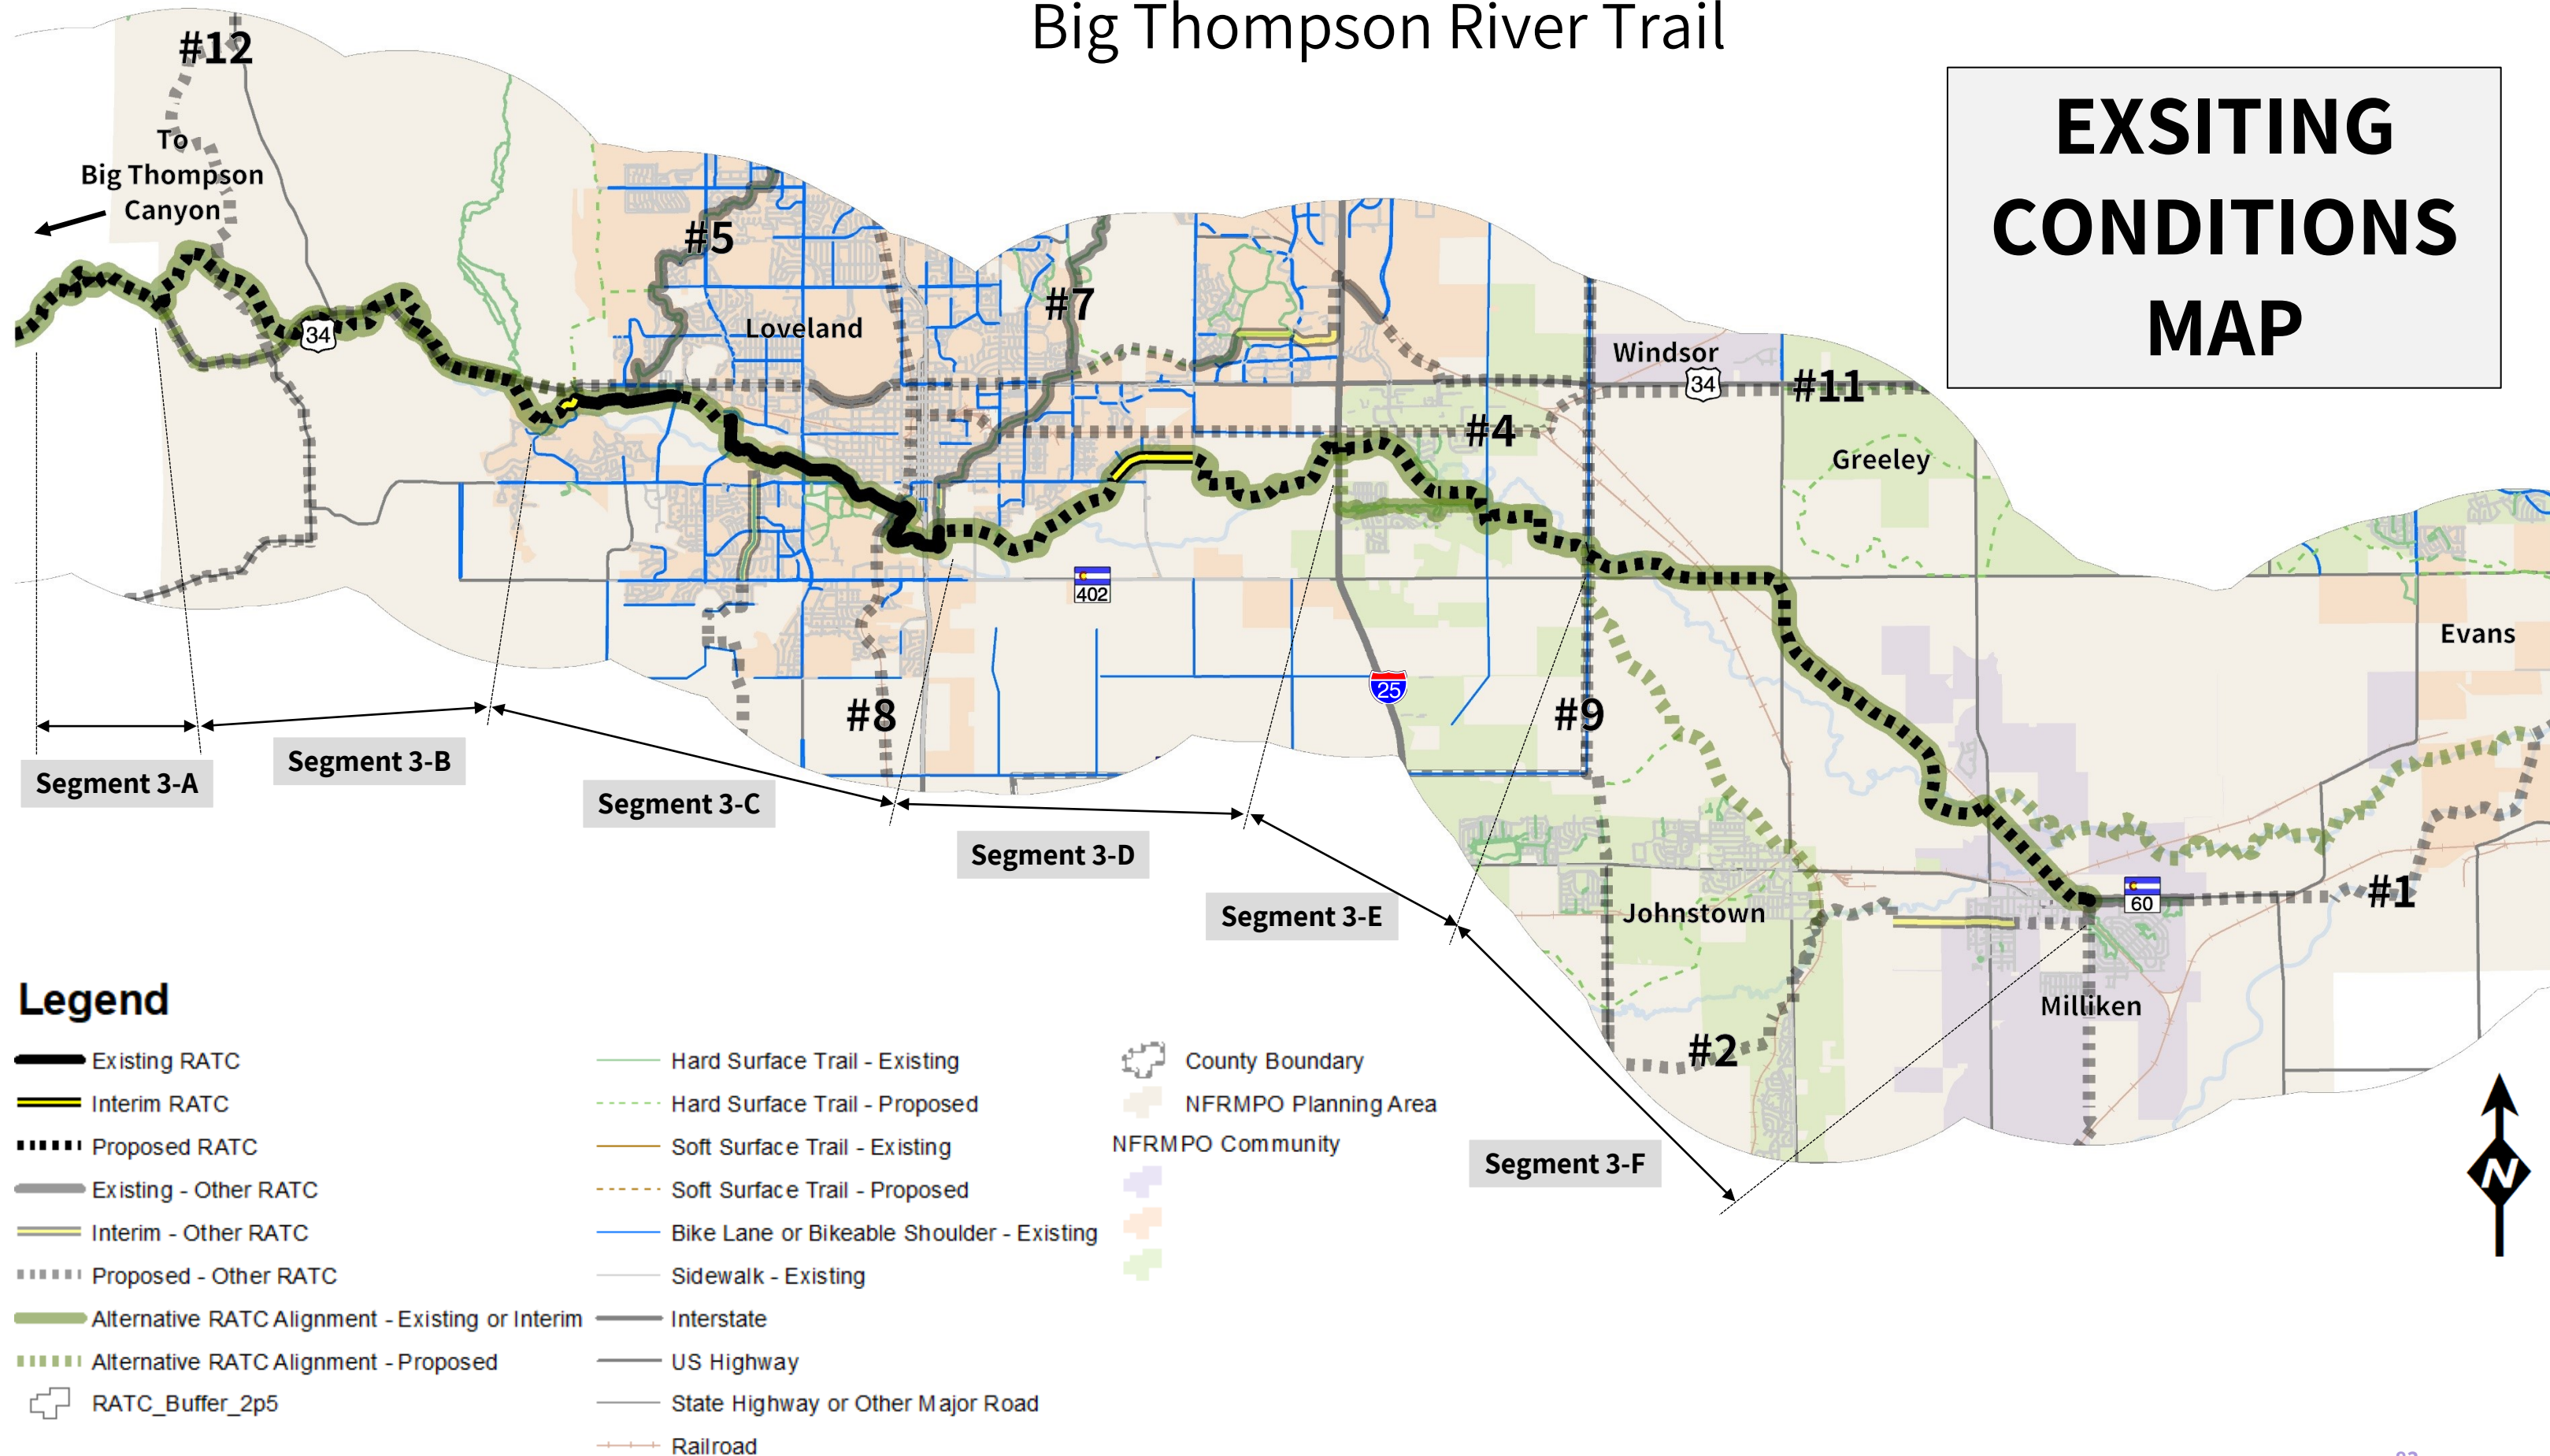 Big Thompson River Trail
EXSITING
CONDITIONS
MAP
#12
To
Big Thompson
Canyon
#5
#7
Loveland
34
Windsor
34
#11
#4
Greeley
402
Evans
25
#8
#9
Segment 3-A
Segment 3-B
Segment 3-C
Segment 3-D
Segment 3-E
Segment 3-F
60
#1
Johnstown
Milliken
#2
Legend
Existing RATC
Interim RATC
Proposed RATC
Existing - Other RATC
Interim - Other RATC
Proposed - Other RATC
Alternative RATC Alignment - Existing or Interim
Alternative RATC Alignment - Proposed
RATC_Buffer_2p5
Hard Surface Trail - Existing
Hard Surface Trail - Proposed
Soft Surface Trail - Existing
Soft Surface Trail - Proposed
Bike Lane or Bikeable Shoulder - Existing
Sidewalk - Existing
Interstate
US Highway
State Highway or Other Major Road
Railroad
County Boundary
NFRMPO Planning Area
NFRMPO Community
N